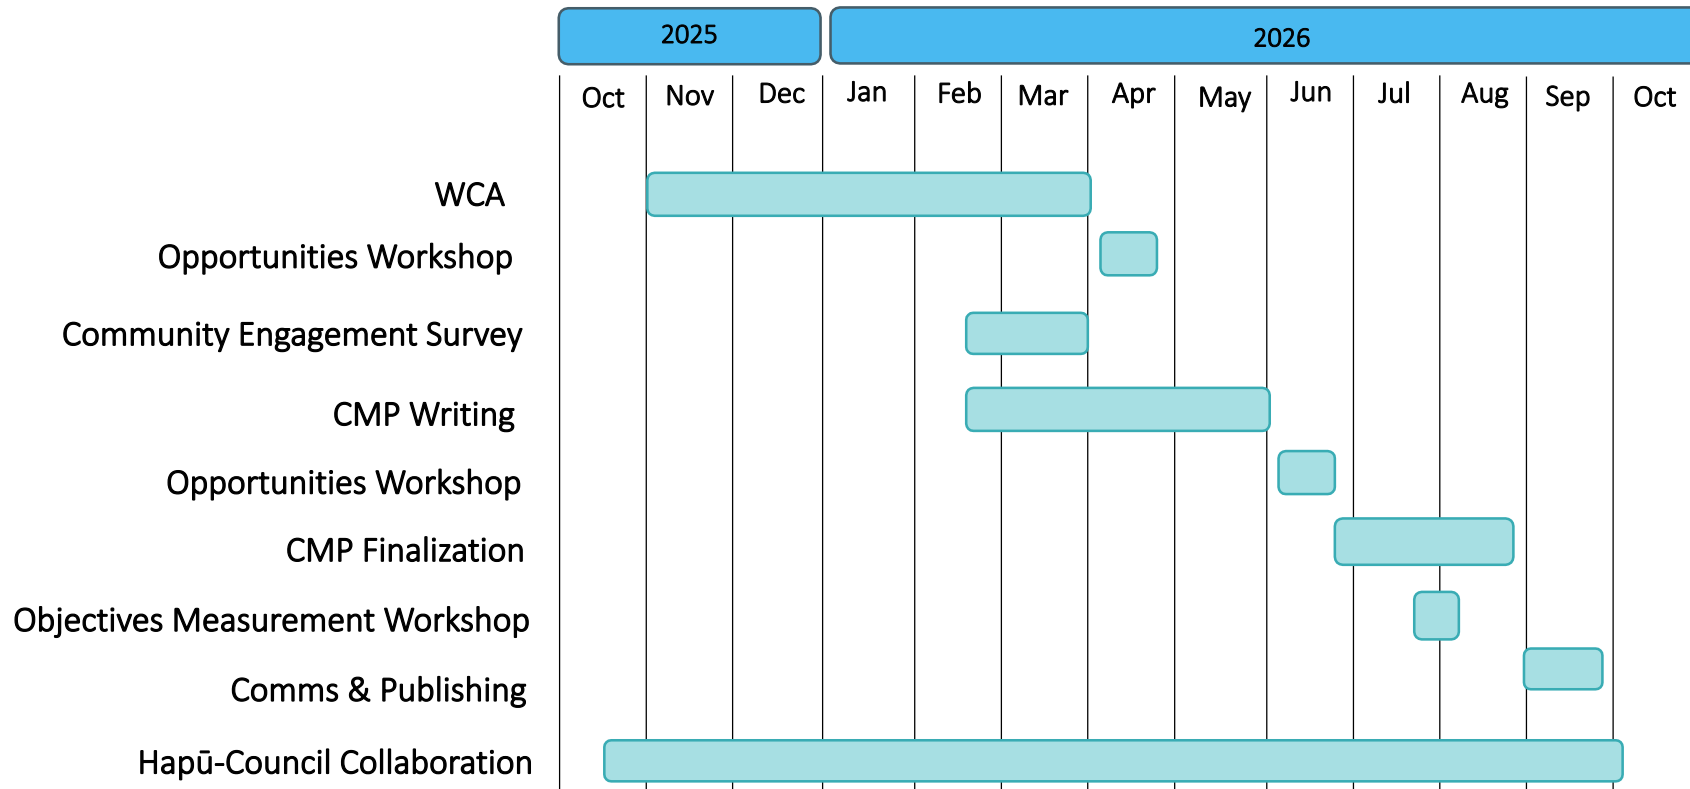 2025
2026
Oct Nov Dec Jan Feb Mar Apr May Jun Jul Aug Sep Oct
WCA
Opportunities Workshop
Community Engagement Survey
CMP Writing
Opportunities Workshop
CMP Finalization
Objectives Measurement Workshop
Comms & Publishing
Hapū-Council Collaboration